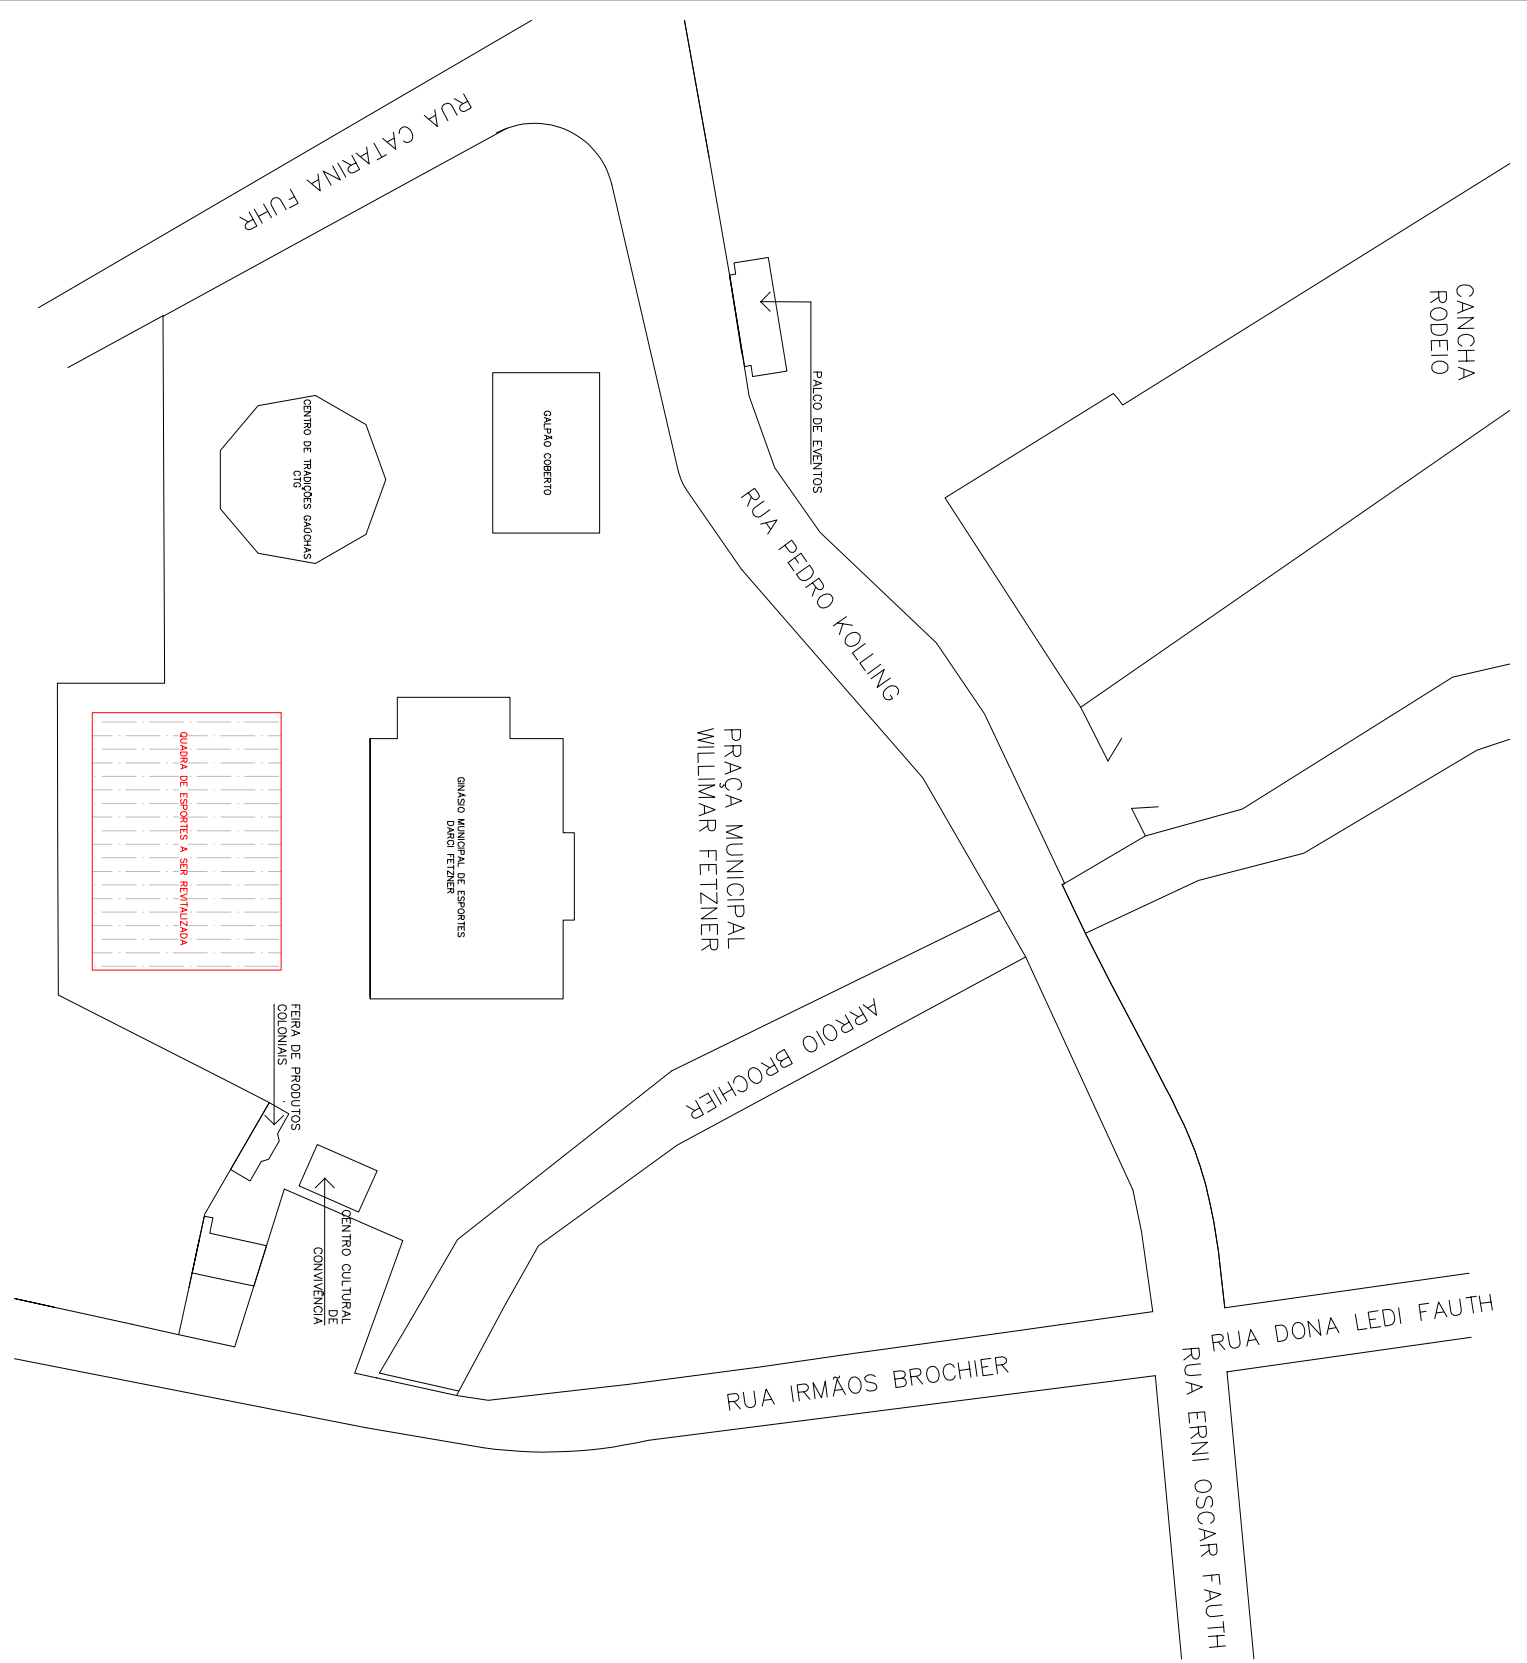 RUA CATARINA FUHR
CANCHA
RODEIO
PALCO DE EVENTOS
GALPÃO COBERTO
CENTRO DE TRADIÇÕES GAÚCHAS
CTG
RUA PEDRO KOLLING
PRAÇA MUNICIPAL
WILLIMAR FETZNER
GINÁSIO MUNICIPAL DE ESPORTES
DARCI FETZNER
QUADRA DE ESPORTES A SER REVITALIZADA
ARROIO BROCHIER
FEIRA DE PRODUTOS
COLONIAIS
CENTRO CULTURAL
DE
CONVIVÊNCIA
RUA DONA LEDI FAUTH
RUA IRMÃOS BROCHIER
RUA ERNI OSCAR FAUTH